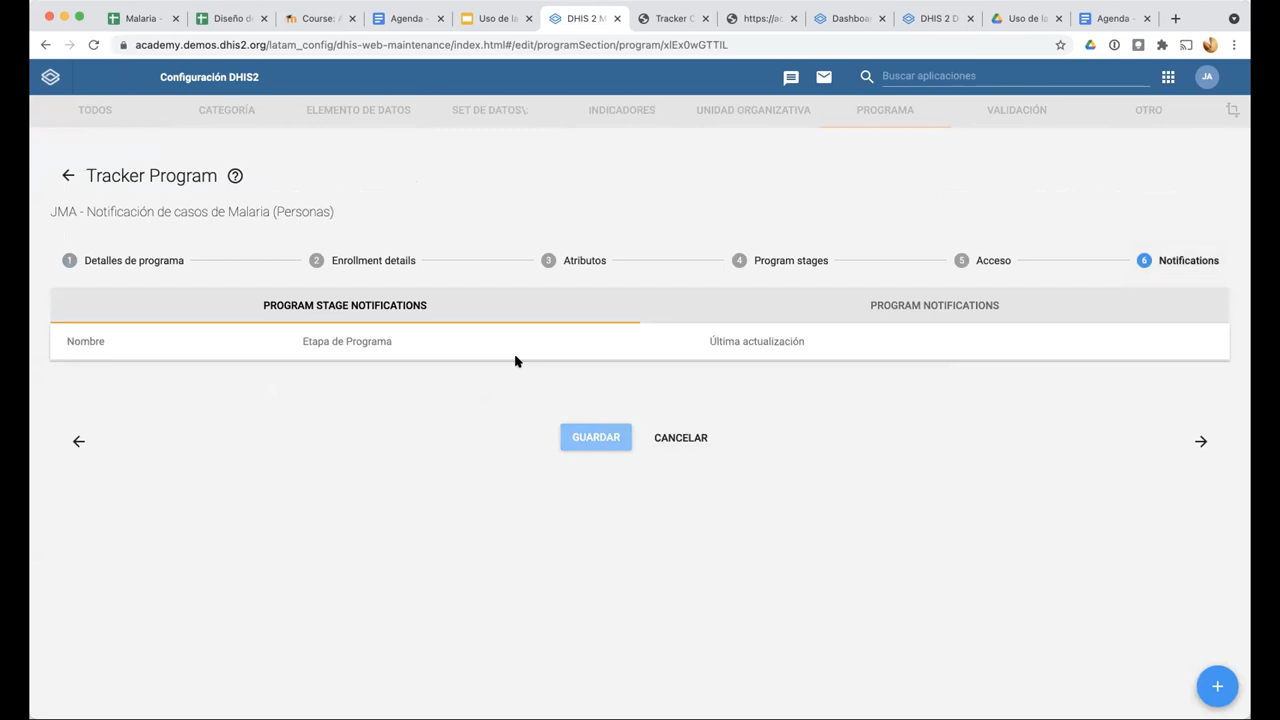 Malaria -
Diseño d
Course: A
Agenda -
Uso de la
DHIS 2 M
Tracker C
https://ac
Dashboa
DHIS 2 D
Uso de la
Agenda -
academy.demos.dhis2.org/latam_config/dhis-web-maintenance/index.html#/edit/programSection/program/xlEx0wGTTIL
Configuración DHIS2
Buscar aplicaciones
JA
TODOS
CATEGORÍA
ELEMENTO DE DATOS
SET DE DATOS\;
INDICADORES
UNIDAD ORGANIZATIVA
PROGRAMA
VALIDACIÓN
OTRO
Tracker Program
JMA - Notificación de casos de Malaria (Personas)
1 Detalles de programa
2 Enrollment details
3 Atributos
4 Program stages
5 Acceso
6 Notifications
PROGRAM STAGE NOTIFICATIONS
PROGRAM NOTIFICATIONS
Nombre
Etapa de Programa
Última actualización
GUARDAR
CANCELAR